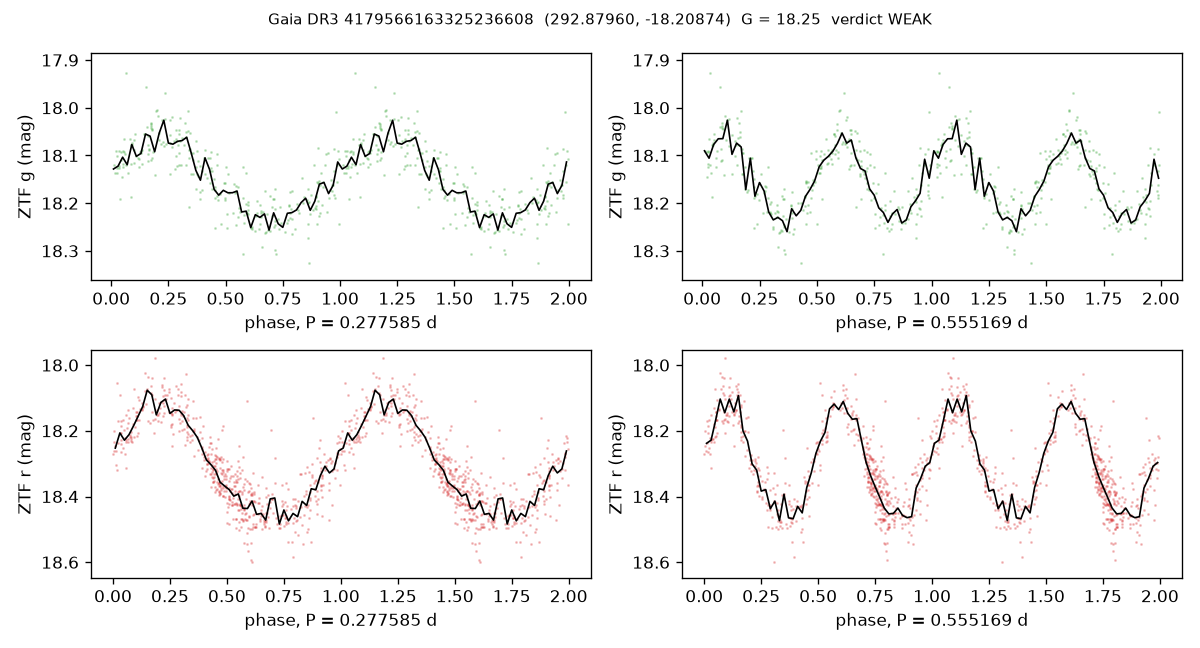 Gaia DR3 4179566163325236608  (292.87960, -18.20874)  G = 18.25  verdict WEAK
17.9
18.0
18.1
18.2
18.3
ZTF g (mag)
0.00 0.25 0.50 0.75 1.00 1.25 1.50 1.75 2.00
phase, P = 0.277585 d
17.9
18.0
18.1
18.2
18.3
ZTF g (mag)
0.00 0.25 0.50 0.75 1.00 1.25 1.50 1.75 2.00
phase, P = 0.555169 d
18.0
18.2
18.4
18.6
ZTF r (mag)
0.00 0.25 0.50 0.75 1.00 1.25 1.50 1.75 2.00
phase, P = 0.277585 d
18.0
18.2
18.4
18.6
ZTF r (mag)
0.00 0.25 0.50 0.75 1.00 1.25 1.50 1.75 2.00
phase, P = 0.555169 d